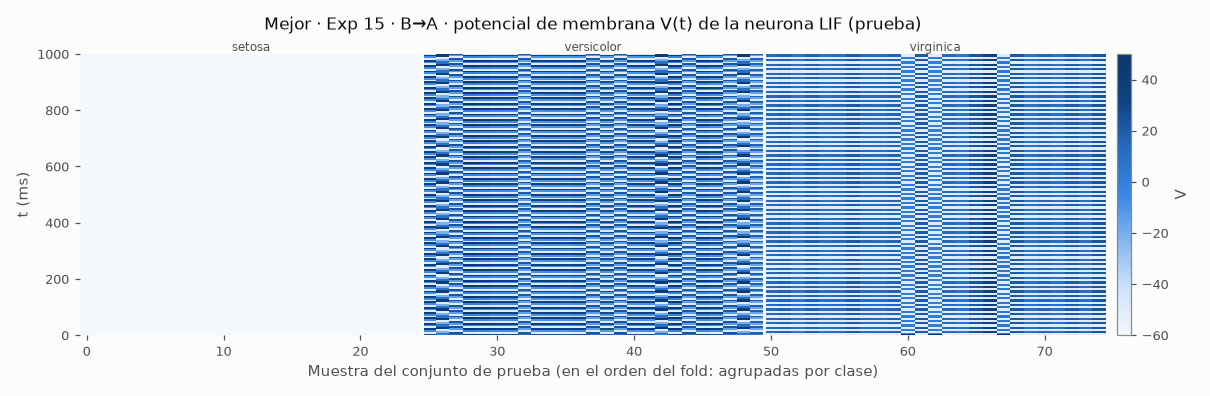 Mejor · Exp 15 · B→A · potencial de membrana V(t) de la neurona LIF (prueba)
setosa versicolor virginica
1000
800
600
400
200
0
t (ms)
0 10 20 30 40 50 60 70
Muestra del conjunto de prueba (en el orden del fold: agrupadas por clase)
40
20
0
−20
−40
−60
V